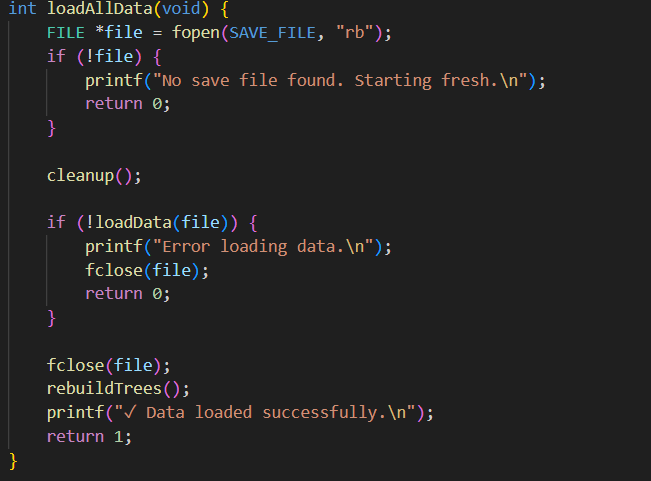 int loadAllData(void) {
    FILE *file = fopen(SAVE_FILE, "rb");
    if (!file) {
        printf("No save file found. Starting fresh.\n");
        return 0;
    }

    cleanup();

    if (!loadData(file)) {
        printf("Error loading data.\n");
        fclose(file);
        return 0;
    }

    fclose(file);
    rebuildTrees();
    printf("✓ Data loaded successfully.\n");
    return 1;
}